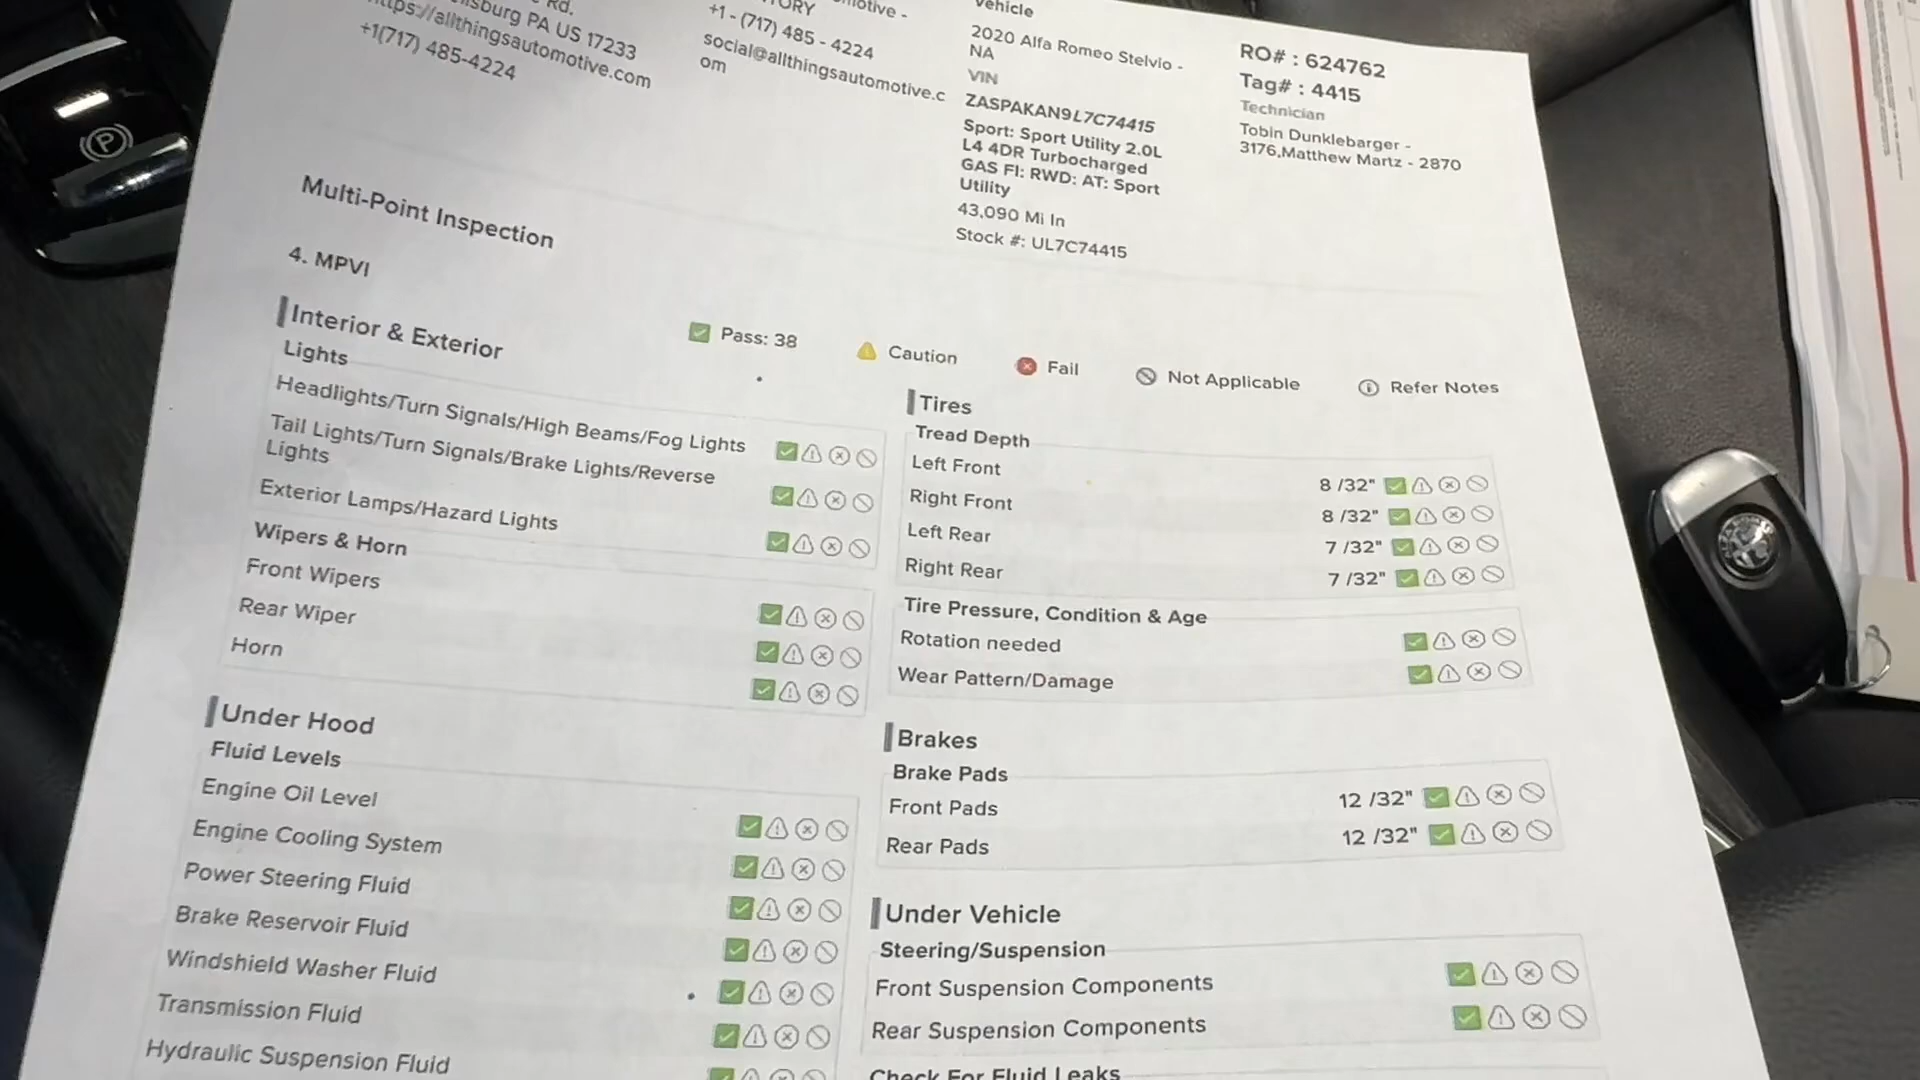 Rd.
sburg PA US 17233
ttps://allthingsautomotive.com
+1(717) 485-4224
+1 - (717) 485 - 4224
social@allthingsautomotive.c
om
Vehicle
2020 Alfa Romeo Stelvio -
NA
VIN
ZASPAKAN9L7C74415
Sport: Sport Utility 2.0L
L4 4DR Turbocharged
GAS FI: RWD: AT: Sport
Utility
43,090 Mi In
Stock #: UL7C74415
RO# : 624762
Tag# : 4415
Technician
Tobin Dunklebarger -
3176,Matthew Martz - 2870
Multi-Point Inspection
4. MPVI
Pass: 38
Caution
Fail
Not Applicable
Refer Notes
Interior & Exterior
Lights
Headlights/Turn Signals/High Beams/Fog Lights
Tail Lights/Turn Signals/Brake Lights/Reverse
Lights
Exterior Lamps/Hazard Lights
Wipers & Horn
Front Wipers
Rear Wiper
Horn
Under Hood
Fluid Levels
Engine Oil Level
Engine Cooling System
Power Steering Fluid
Brake Reservoir Fluid
Windshield Washer Fluid
Transmission Fluid
Hydraulic Suspension Fluid
Tires
Tread Depth
Left Front 8 /32"
Right Front 8 /32"
Left Rear 7 /32"
Right Rear 7 /32"
Tire Pressure, Condition & Age
Rotation needed
Wear Pattern/Damage
Brakes
Brake Pads
Front Pads 12 /32"
Rear Pads 12 /32"
Under Vehicle
Steering/Suspension
Front Suspension Components
Rear Suspension Components
Check For Fluid Leaks